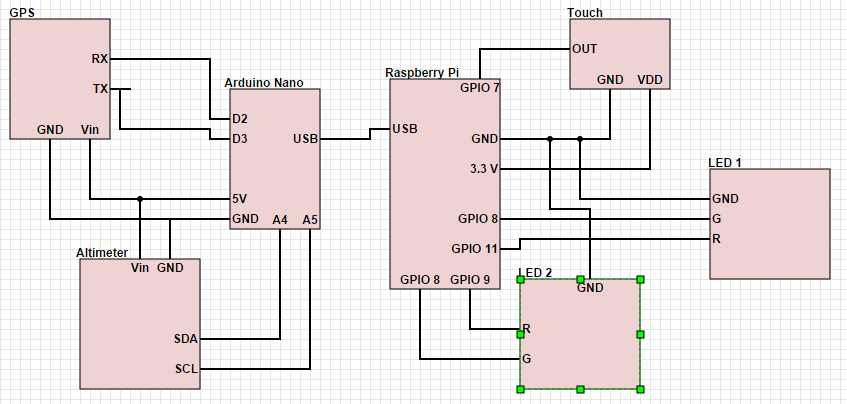 GPS
RX
TX
GND Vin
Arduino Nano
D2
D3
USB
5V
GND A4 A5
Altimeter
Vin GND
SDA
SCL
Raspberry Pi
GPIO 7
USB
GND
3.3 V
GPIO 8
GPIO 11
GPIO 8 GPIO 9
Touch
OUT
GND VDD
LED 1
GND
G
R
LED 2
GND
R
G